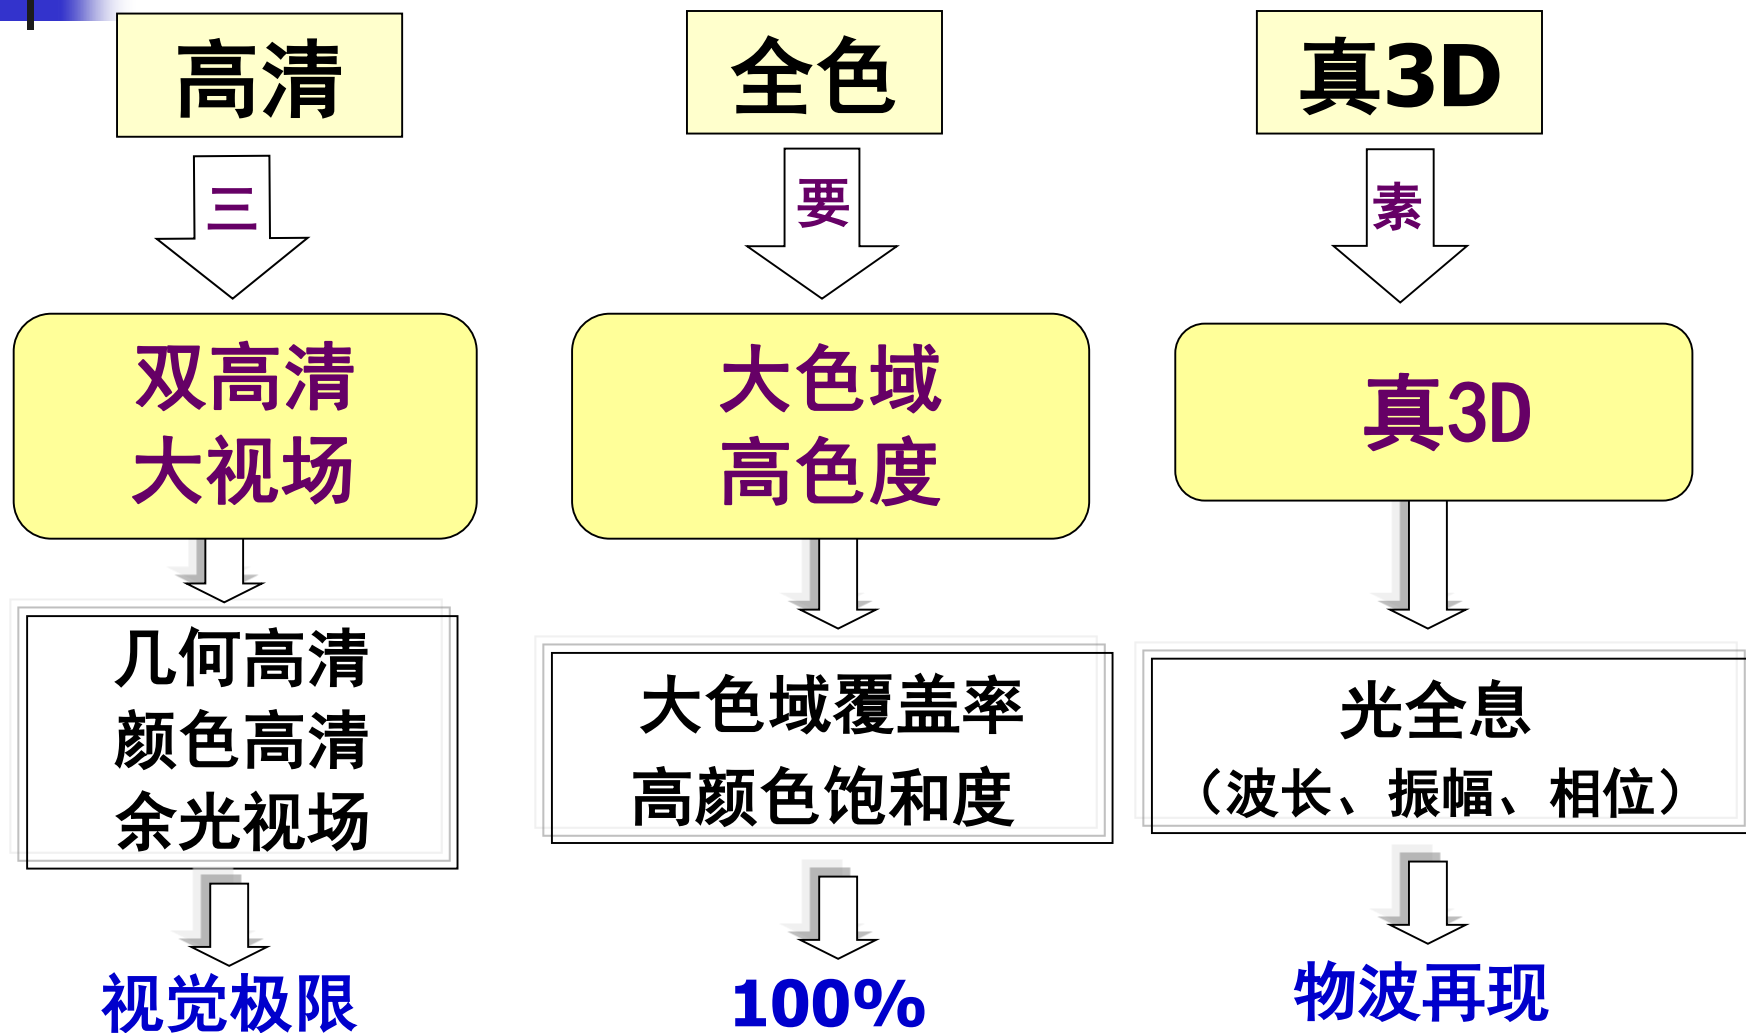 高清
全色
真3D
三
要
素
双高清
大视场
大色域
高色度
真3D
几何高清
颜色高清
余光视场
大色域覆盖率
高颜色饱和度
光全息
（波长、振幅、相位）
视觉极限
100%
物波再现